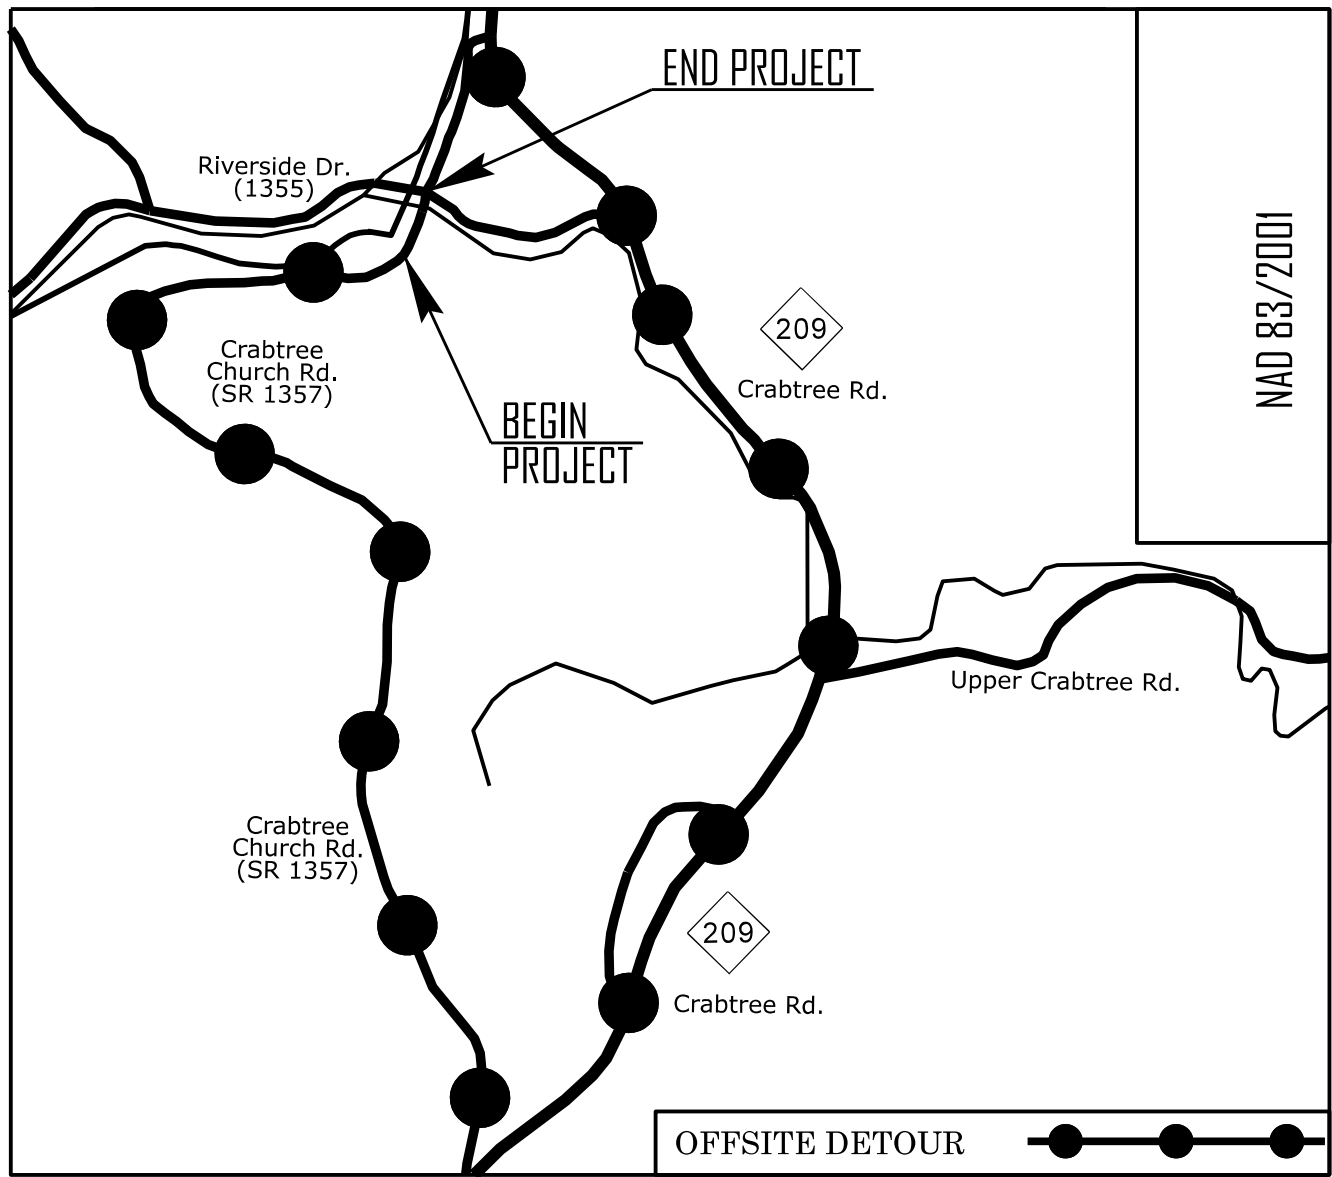 END PROJECT
Riverside Dr.
(1355)
NAD 83/2001
209
Crabtree Rd.
Crabtree
Church Rd.
(SR 1357)
BEGIN
PROJECT
Upper Crabtree Rd.
Crabtree
Church Rd.
(SR 1357)
209
Crabtree Rd.
OFFSITE DETOUR